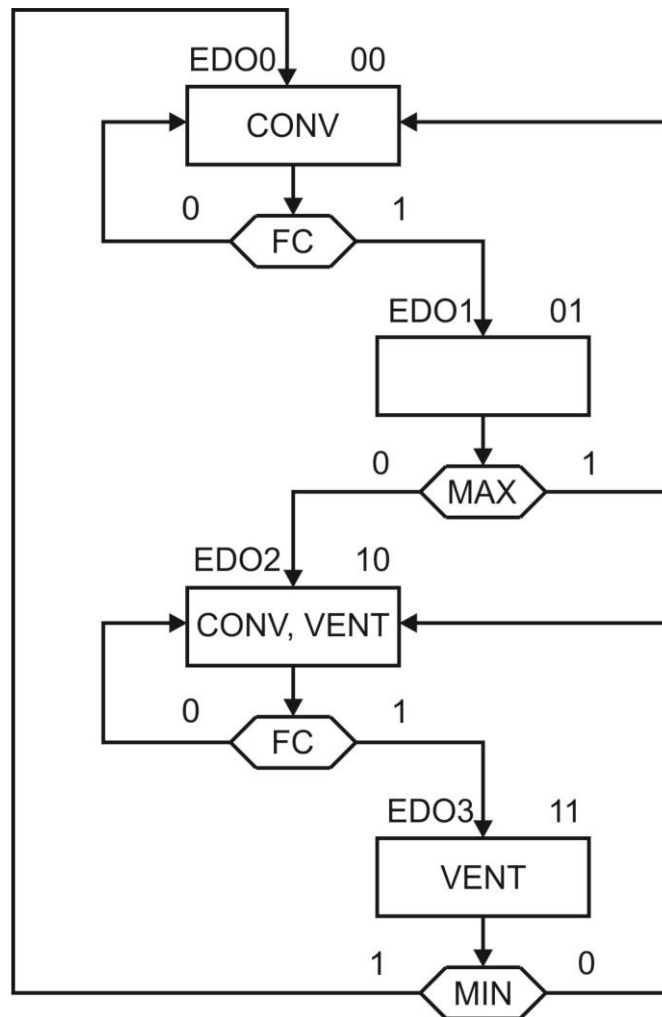 EDO0 00
CONV
0 FC 1
EDO1 01
0 MAX 1
EDO2 10
CONV, VENT
0 FC 1
EDO3 11
VENT
1 MIN 0